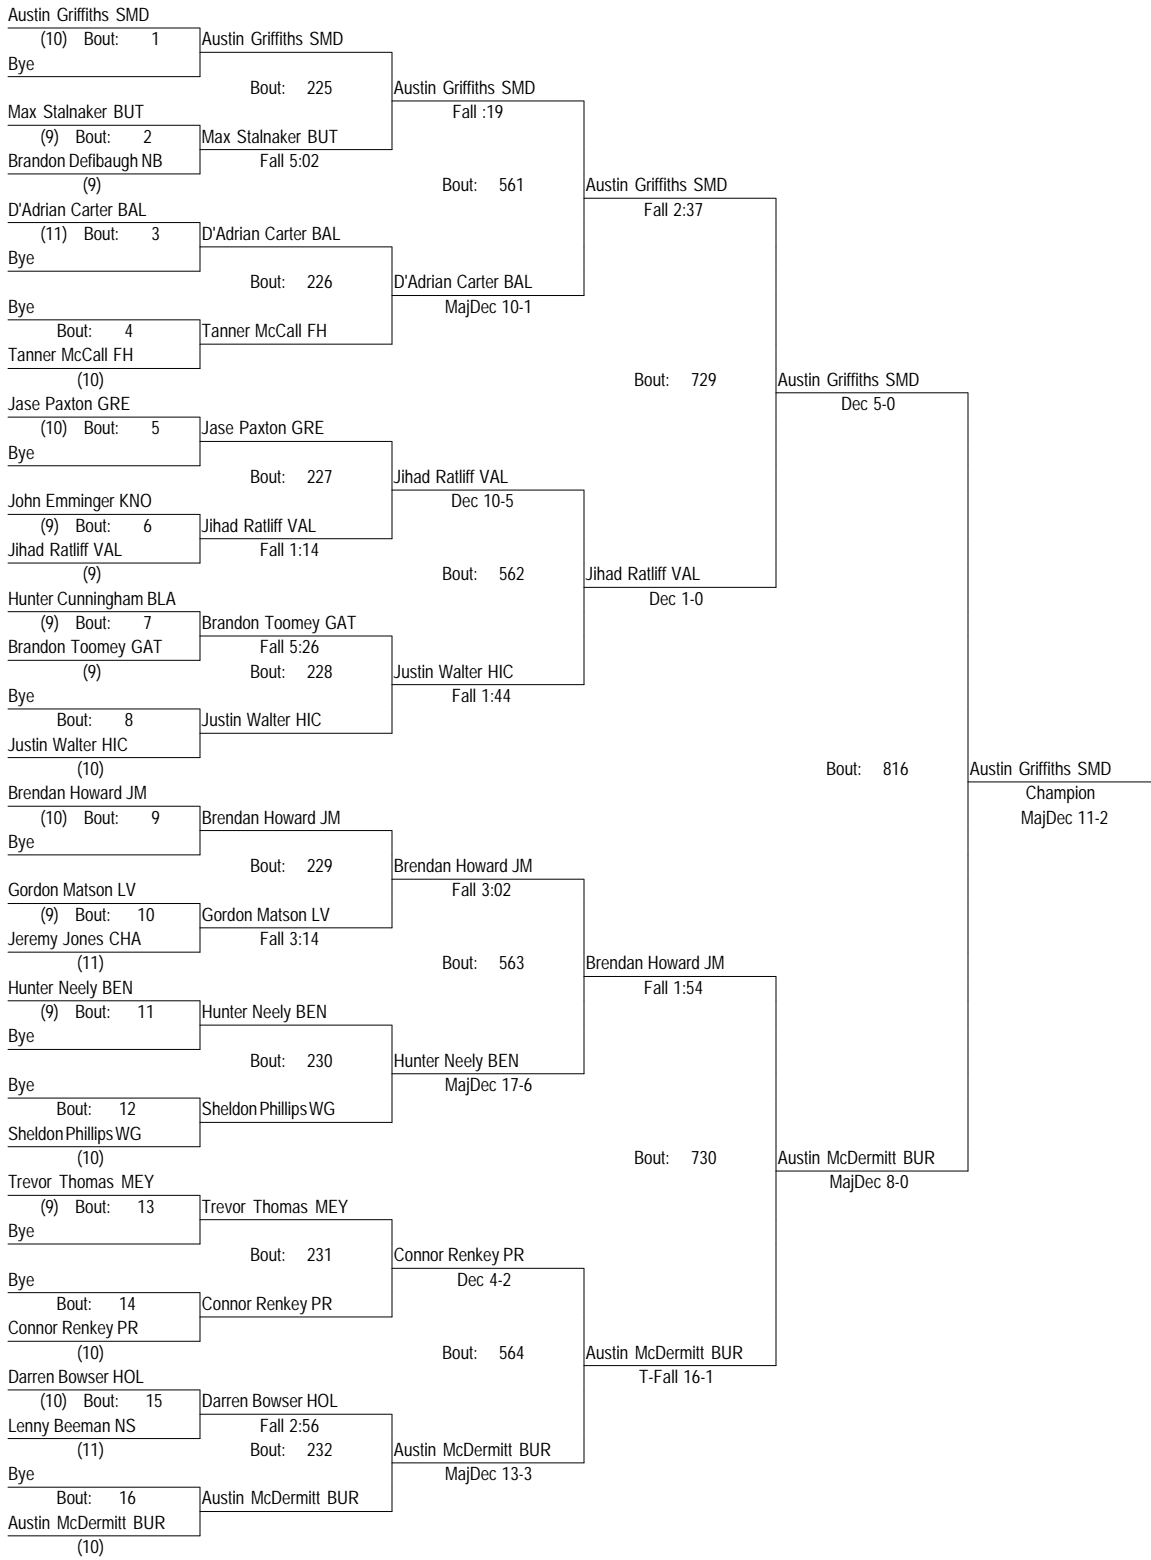 Austin Griffiths SMD
(10) Bout: 1 Austin Griffiths SMD
Bye
Bout: 225 Austin Griffiths SMD
Max Stalnaker BUT Fall :19
(9) Bout: 2 Max Stalnaker BUT
Brandon Defibaugh NB Fall 5:02
(9) Bout: 561 Austin Griffiths SMD
D'Adrian Carter BAL Fall 2:37
(11) Bout: 3 D'Adrian Carter BAL
Bye
Bout: 226 D'Adrian Carter BAL
Bye MajDec 10-1
Bout: 4 Tanner McCall FH
Tanner McCall FH
(10) Bout: 729 Austin Griffiths SMD
Jase Paxton GRE Dec 5-0
(10) Bout: 5 Jase Paxton GRE
Bye
Bout: 227 Jihad Ratliff VAL
John Emminger KNO Dec 10-5
(9) Bout: 6 Jihad Ratliff VAL
Jihad Ratliff VAL Fall 1:14
(9) Bout: 562 Jihad Ratliff VAL
Hunter Cunningham BLA Dec 1-0
(9) Bout: 7 Brandon Toomey GAT
Brandon Toomey GAT Fall 5:26
(9) Bout: 228 Justin Walter HIC
Bye Fall 1:44
Bout: 8 Justin Walter HIC
Justin Walter HIC
(10) Bout: 816 Austin Griffiths SMD
Brendan Howard JM Champion
(10) Bout: 9 Brendan Howard JM MajDec 11-2
Bye
Bout: 229 Brendan Howard JM
Gordon Matson LV Fall 3:02
(9) Bout: 10 Gordon Matson LV
Jeremy Jones CHA Fall 3:14
(11) Bout: 563 Brendan Howard JM
Hunter Neely BEN Fall 1:54
(9) Bout: 11 Hunter Neely BEN
Bye
Bout: 230 Hunter Neely BEN
Bye MajDec 17-6
Bout: 12 Sheldon Phillips WG
Sheldon Phillips WG
(10) Bout: 730 Austin McDermitt BUR
Trevor Thomas MEY MajDec 8-0
(9) Bout: 13 Trevor Thomas MEY
Bye
Bout: 231 Connor Renkey PR
Bye Dec 4-2
Bout: 14 Connor Renkey PR
Connor Renkey PR
(10) Bout: 564 Austin McDermitt BUR
Darren Bowser HOL T-Fall 16-1
(10) Bout: 15 Darren Bowser HOL
Lenny Beeman NS Fall 2:56
(11) Bout: 232 Austin McDermitt BUR
Bye MajDec 13-3
Bout: 16 Austin McDermitt BUR
Austin McDermitt BUR
(10)